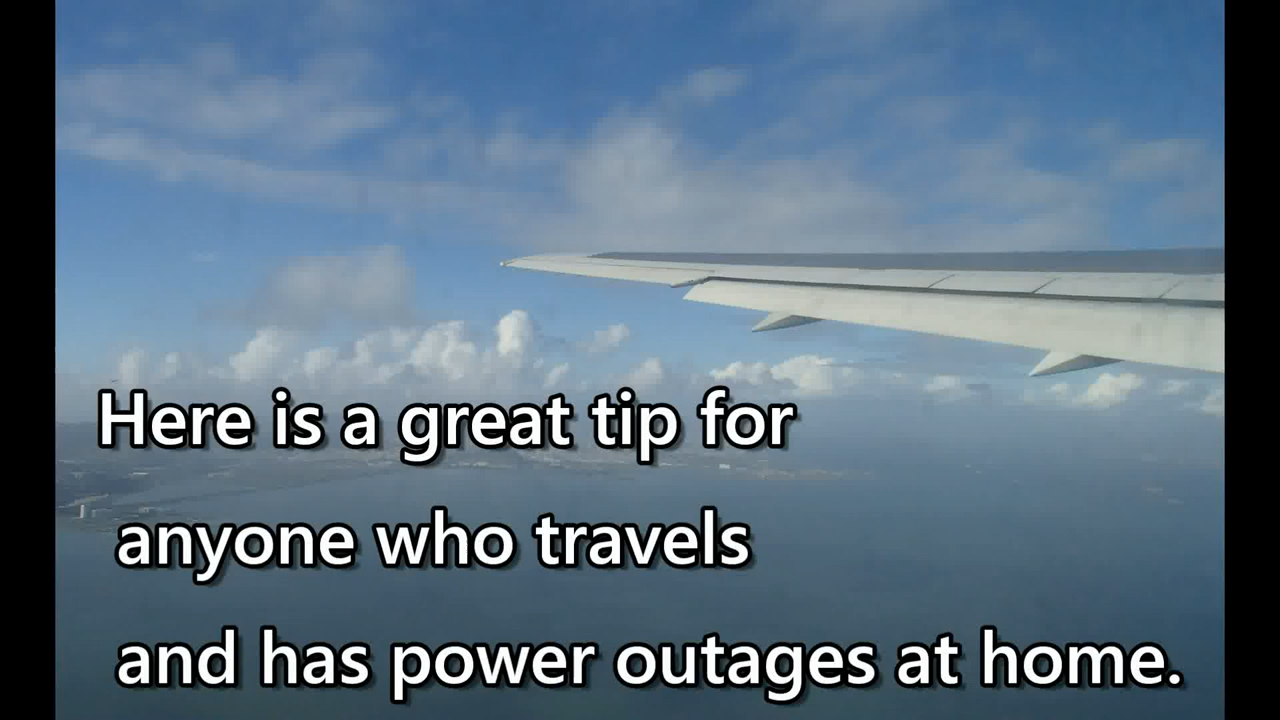 Here is a great tip for
anyone who travels
and has power outages at home.